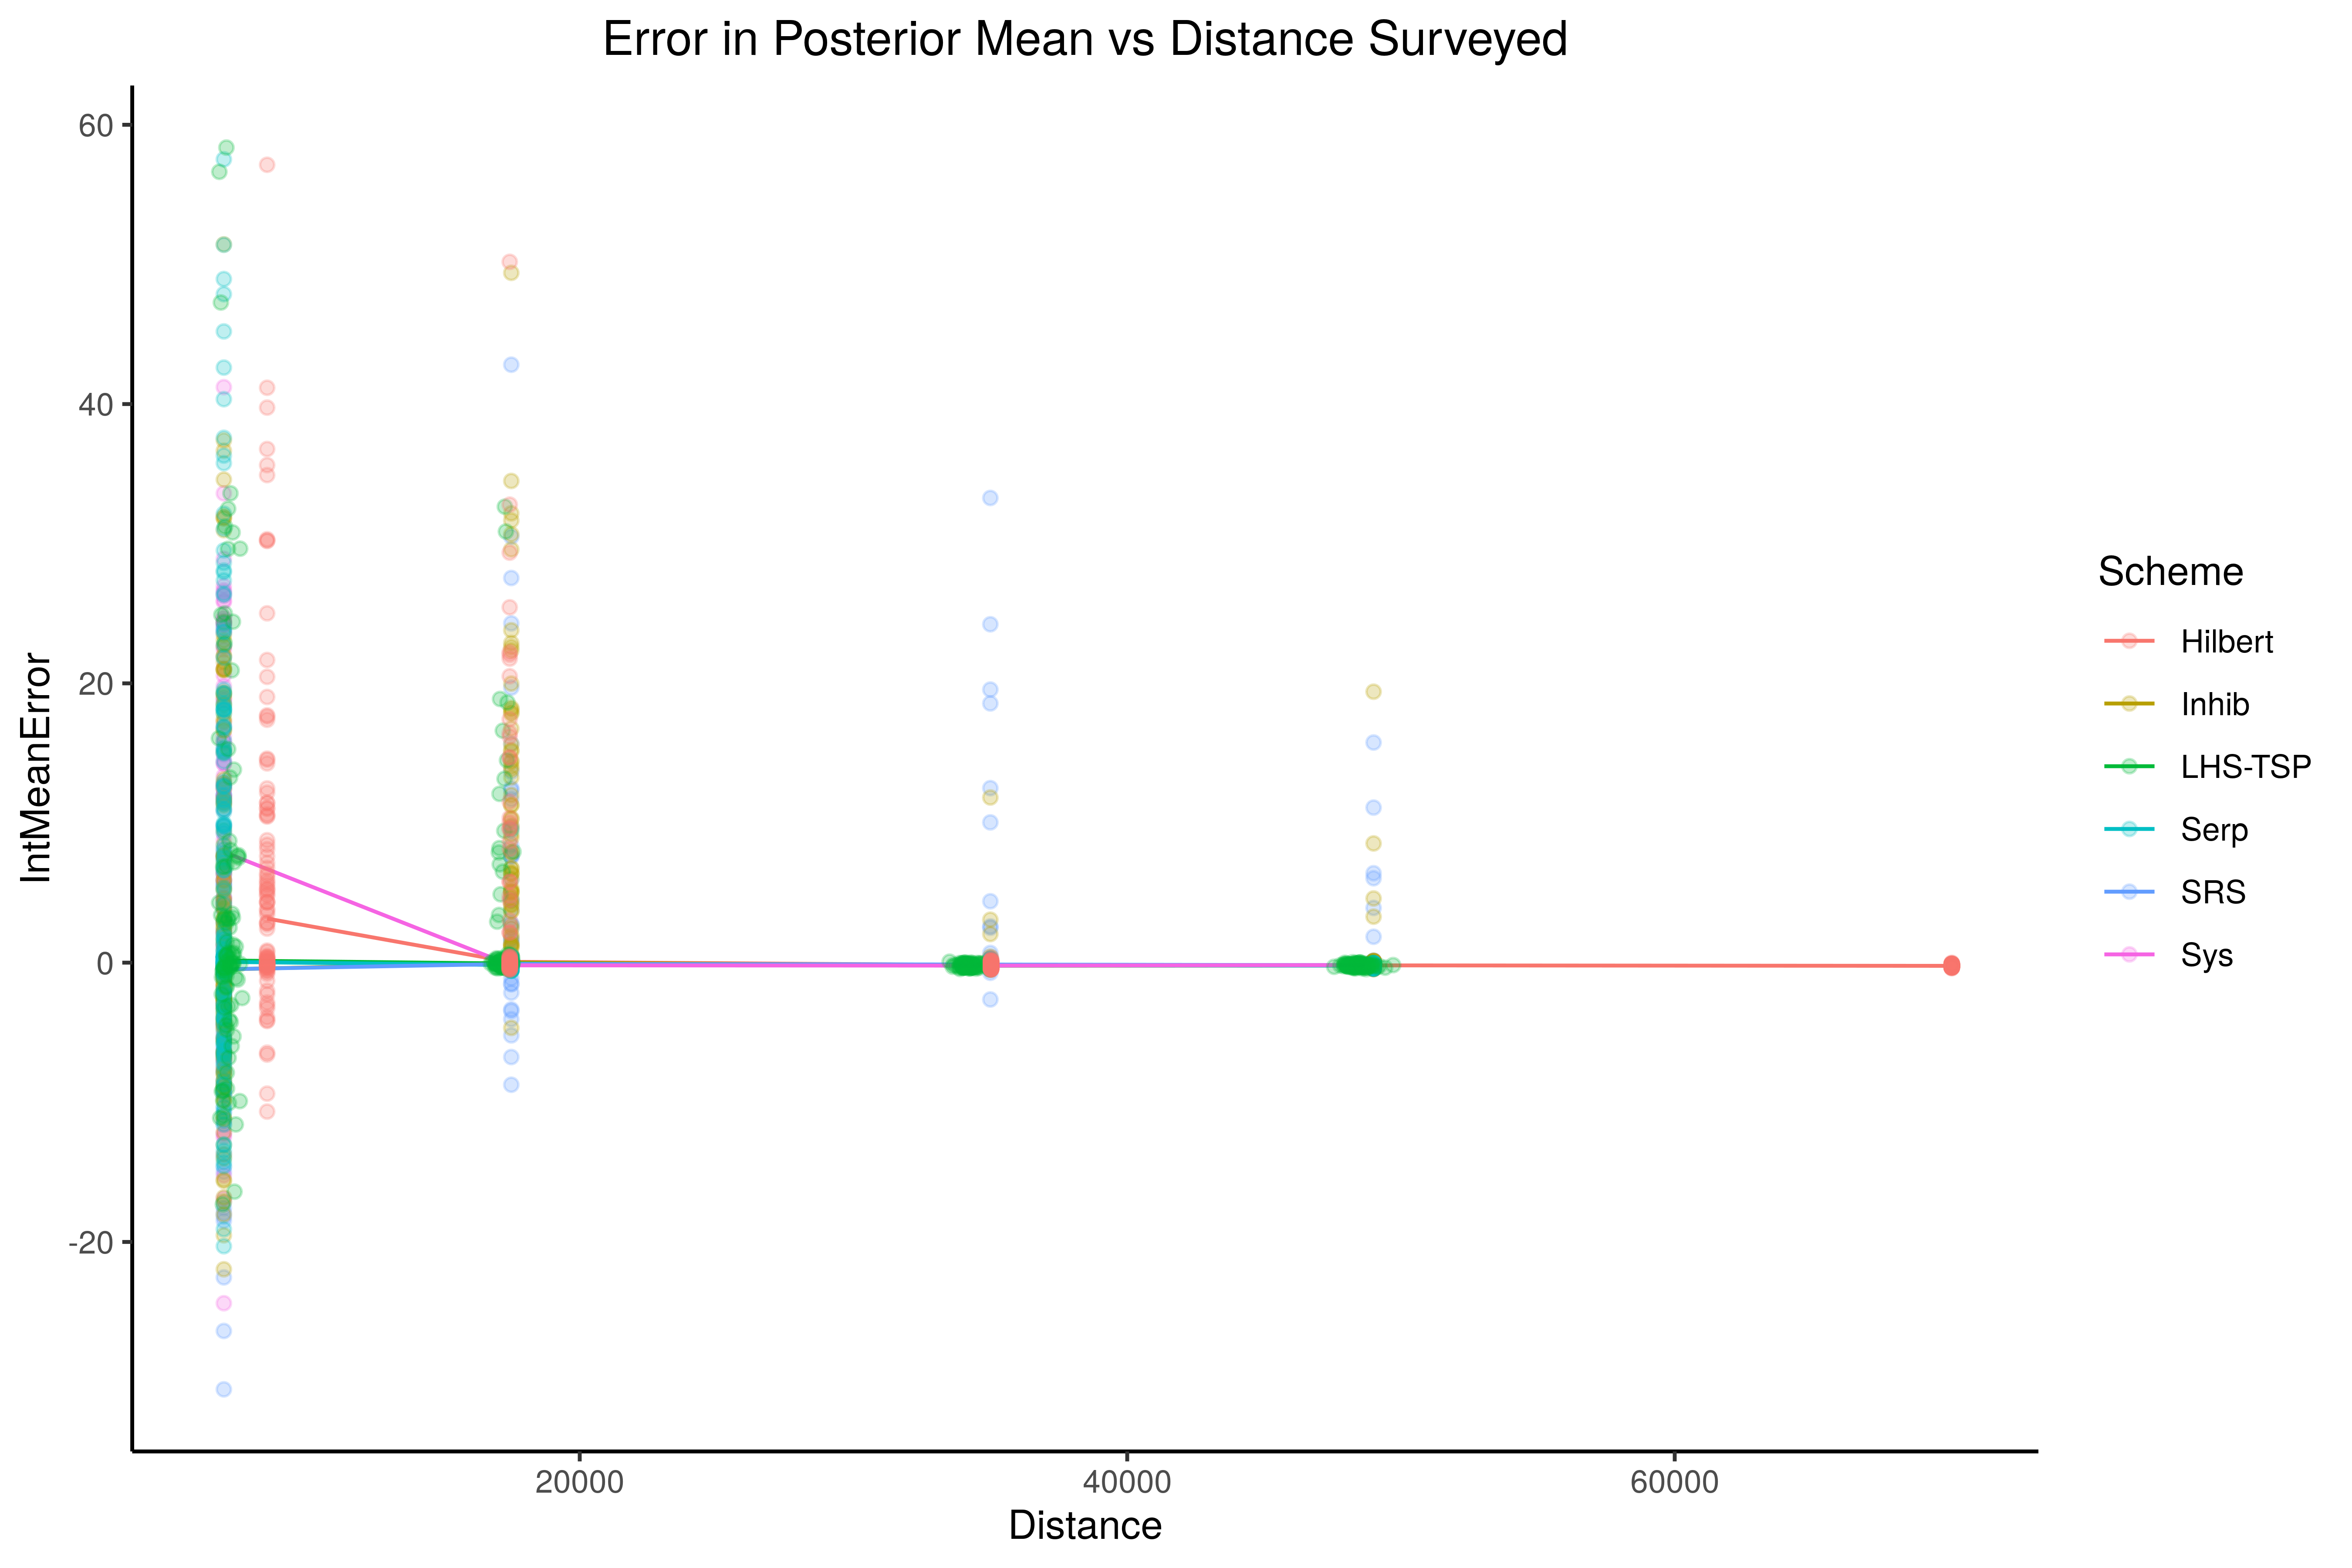 Error in Posterior Mean vs Distance Surveyed
60
40
20
0
-20
IntMeanError
20000 40000 60000
Distance
Scheme
Hilbert
Inhib
LHS-TSP
Serp
SRS
Sys